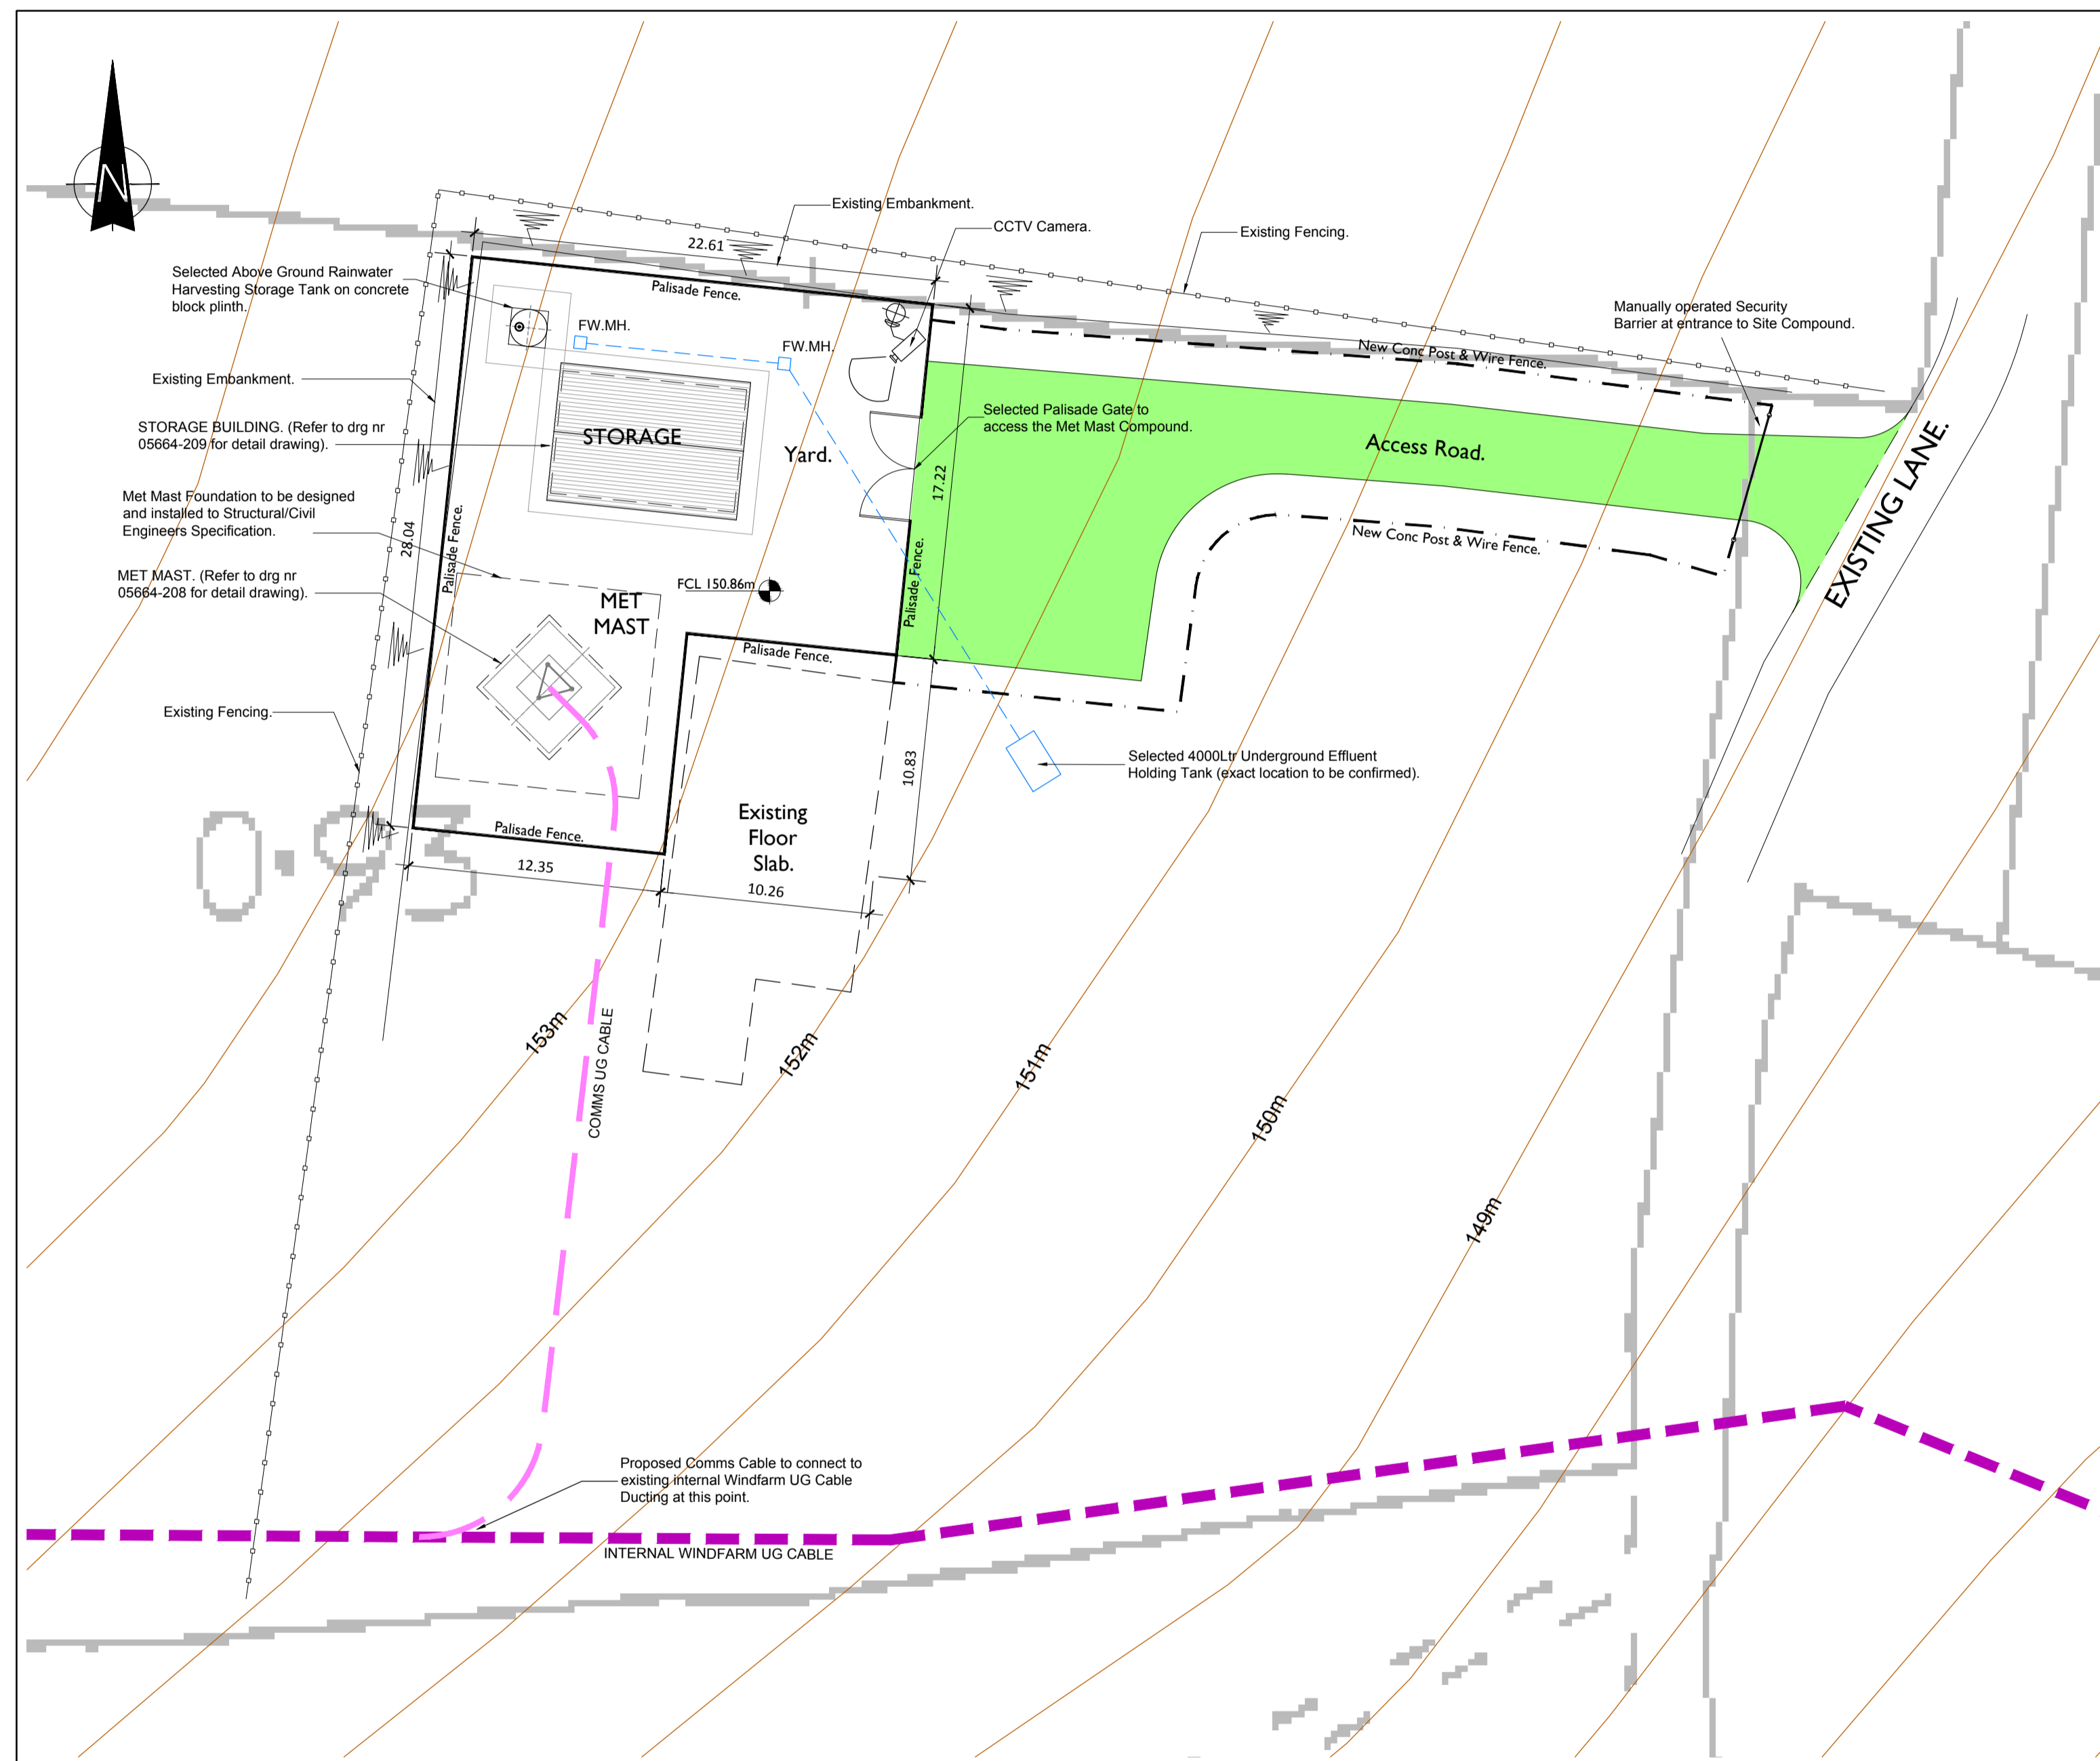 N
Existing Embankment.
CCTV Camera.
Existing Fencing.
22.61
Selected Above Ground Rainwater
Harvesting Storage Tank on concrete
block plinth.
Palisade Fence.
FW.MH.
FW.MH.
Manually operated Security
Barrier at entrance to Site Compound.
New Conc Post & Wire Fence.
Existing Embankment.
Selected Palisade Gate to
access the Met Mast Compound.
STORAGE BUILDING. (Refer to drg nr
05664-209 for detail drawing).
STORAGE
Yard.
Access Road.
EXISTING LANE.
17.22
Met Mast Foundation to be designed
and installed to Structural/Civil
Engineers Specification.
28.04
Palisade Fence.
New Conc Post & Wire Fence.
Palisade Fence.
MET MAST. (Refer to drg nr
05664-208 for detail drawing).
FCL 150.86m
MET
MAST
Palisade Fence.
Existing Fencing.
10.83
Selected 4000Ltr Underground Effluent
Holding Tank (exact location to be confirmed).
0.93
Existing
Floor
Slab.
Palisade Fence.
12.35
10.26
153m
152m
151m
150m
149m
COMMS UG CABLE
Proposed Comms Cable to connect to
existing internal Windfarm UG Cable
Ducting at this point.
INTERNAL WINDFARM UG CABLE